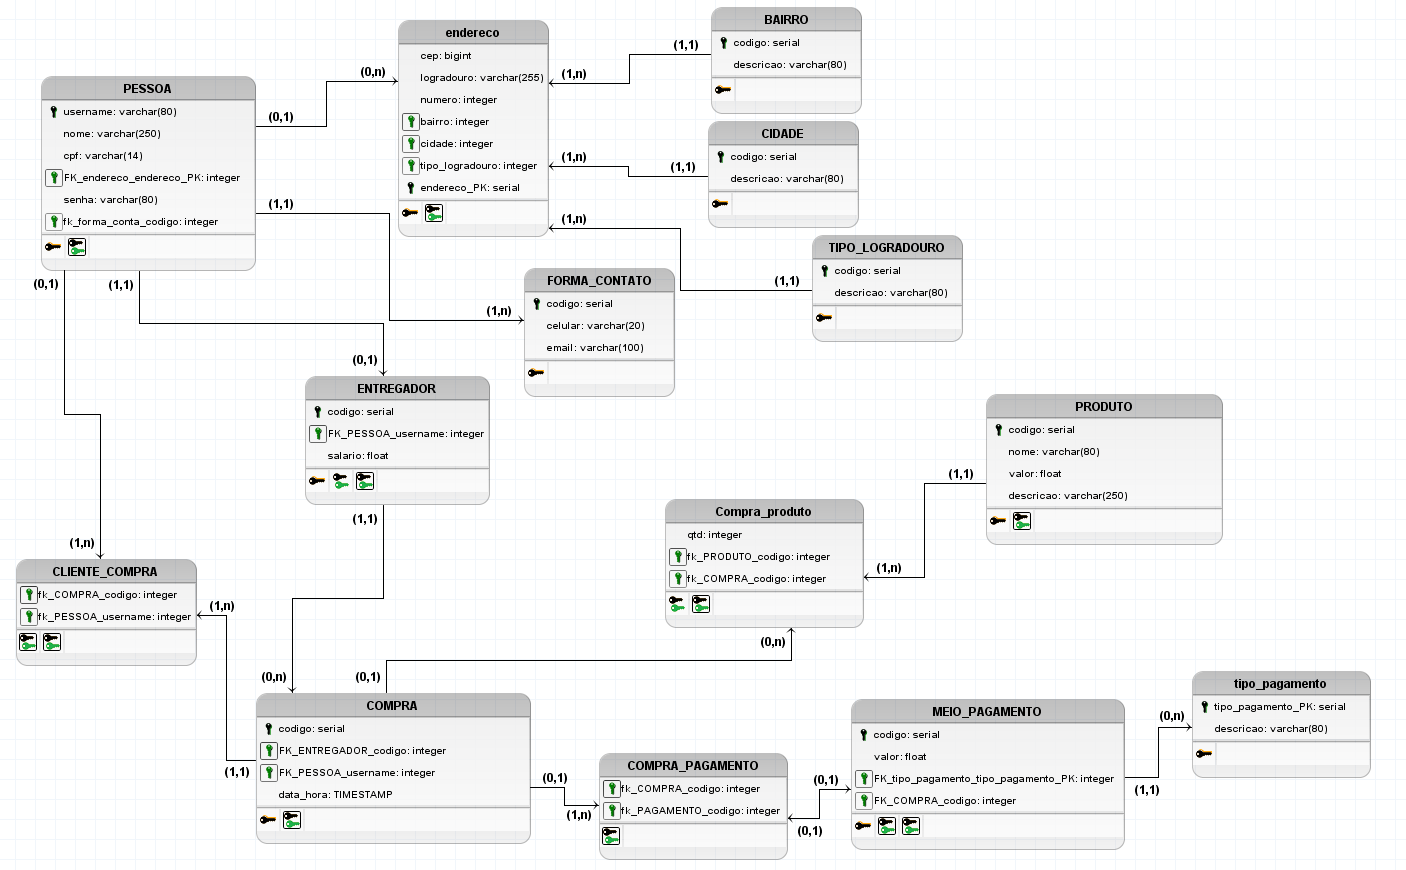 BAIRRO
codigo: serial
descricao: varchar(80)
endereco
cep: bigint
logradouro: varchar(255)
numero: integer
bairro: integer
cidade: integer
tipo_logradouro: integer
endereco_PK: serial
(1,1)
(1,n)
(0,n)
(0,1)
PESSOA
username: varchar(80)
nome: varchar(250)
cpf: varchar(14)
FK_endereco_endereco_PK: integer
senha: varchar(80)
fk_forma_conta_codigo: integer
CIDADE
codigo: serial
descricao: varchar(80)
(1,n)
(1,1)
(1,1)
(1,n)
TIPO_LOGRADOURO
codigo: serial
descricao: varchar(80)
(1,1)
FORMA_CONTATO
codigo: serial
celular: varchar(20)
email: varchar(100)
(1,n)
(0,1)
(1,1)
(0,1)
ENTREGADOR
codigo: serial
FK_PESSOA_username: integer
salario: float
(1,1)
PRODUTO
codigo: serial
nome: varchar(80)
valor: float
descricao: varchar(250)
(1,1)
Compra_produto
qtd: integer
fk_PRODUTO_codigo: integer
fk_COMPRA_codigo: integer
(1,n)
(0,n)
(1,n)
CLIENTE_COMPRA
fk_COMPRA_codigo: integer
fk_PESSOA_username: integer
(1,n)
(0,n)
(0,1)
COMPRA
codigo: serial
FK_ENTREGADOR_codigo: integer
FK_PESSOA_username: integer
data_hora: TIMESTAMP
(1,1)
(0,1)
(1,n)
COMPRA_PAGAMENTO
fk_COMPRA_codigo: integer
fk_PAGAMENTO_codigo: integer
(0,1)
(0,1)
MEIO_PAGAMENTO
codigo: serial
valor: float
FK_tipo_pagamento_tipo_pagamento_PK: integer
FK_COMPRA_codigo: integer
(1,1)
(0,n)
tipo_pagamento
tipo_pagamento_PK: serial
descricao: varchar(80)